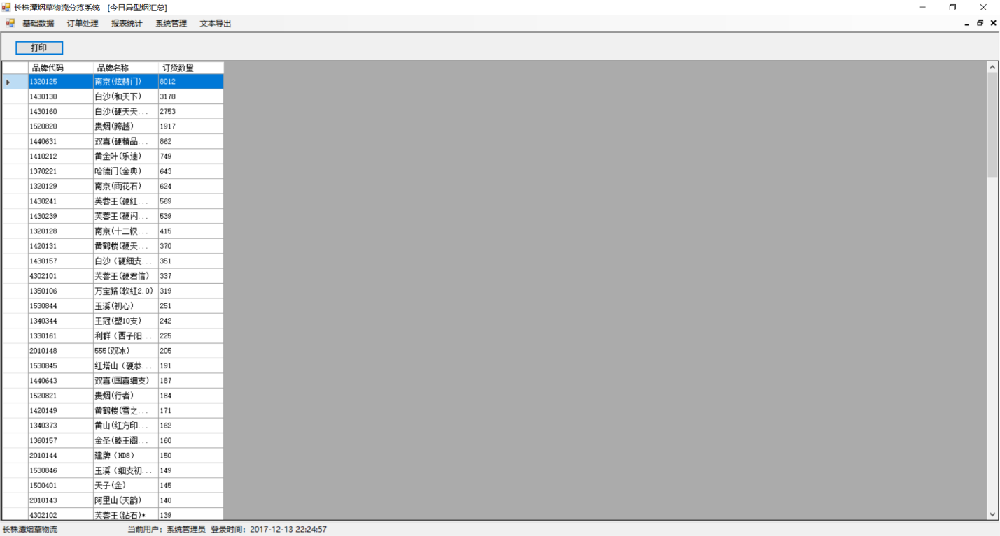 长株潭烟草物流分拣系统 - [今日异型烟汇总]
基础数据 订单处理 报表统计 系统管理 文本导出
打印
品牌代码 品牌名称 订货数量
1320125 南京(炫赫门) 8012
1430130 白沙(和天下) 3178
1430160 白沙(硬天天... 2753
1520820 贵烟(跨越) 1917
1440631 双喜(硬精品... 862
1410212 黄金叶(乐途) 749
1370221 哈德门(金典) 643
1320129 南京(雨花石) 624
1430241 芙蓉王(硬红... 569
1430239 芙蓉王(硬闪... 539
1320128 南京(十二钗... 415
1420131 黄鹤楼(硬天... 370
1430157 白沙（硬细支... 351
4302101 芙蓉王(硬君信) 337
1350106 万宝路(软红2.0) 319
1530844 玉溪(初心) 251
1340344 王冠(塑10支) 242
1330161 利群（西子阳... 225
2010148 555(双冰) 205
1530845 红塔山（硬恭... 191
1440643 双喜(国喜细支) 187
1520821 贵烟(行者) 184
1420149 黄鹤楼(雪之... 171
1340373 黄山(红方印... 162
1360157 金圣(滕王阁... 160
2010144 建牌（HD8） 150
1530846 玉溪（细支初... 149
1500401 天子(金) 145
2010143 阿里山(天韵) 140
4302102 芙蓉王(钻石)* 139
长株潭烟草物流 当前用户：系统管理员 登录时间：2017-12-13 22:24:57